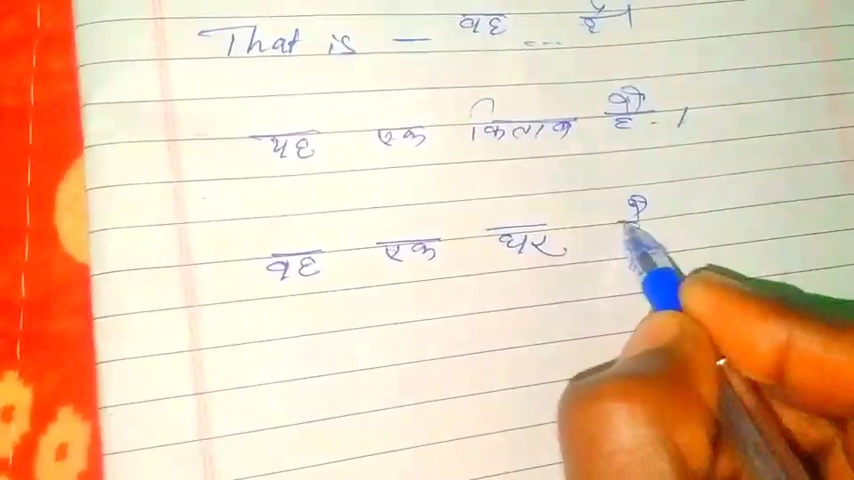 That is — वह ... है।
यह एक किताब है।
वह एक घर